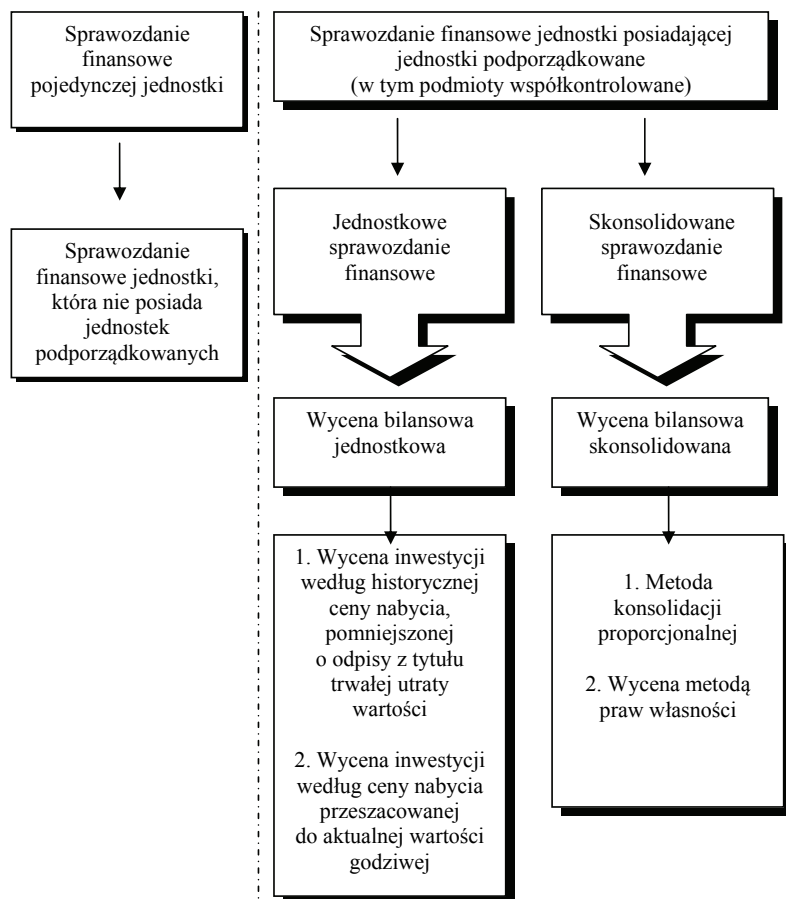 Sprawozdanie
finansowe
pojedynczej jednostki
Sprawozdanie
finansowe jednostki,
która nie posiada
jednostek
podporządkowanych
Sprawozdanie finansowe jednostki posiadającej
jednostki podporządkowane
(w tym podmioty współkontrolowane)
Jednostkowe
sprawozdanie
finansowe
Skonsolidowane
sprawozdanie
finansowe
Wycena bilansowa
jednostkowa
Wycena bilansowa
skonsolidowana
1. Wycena inwestycji
według historycznej
ceny nabycia,
pomniejszonej
o odpisy z tytułu
trwałej utraty
wartości
2. Wycena inwestycji
według ceny nabycia
przeszacowanej
do aktualnej wartości
godziwej
1. Metoda
konsolidacji
proporcjonalnej
2. Wycena metodą
praw własności